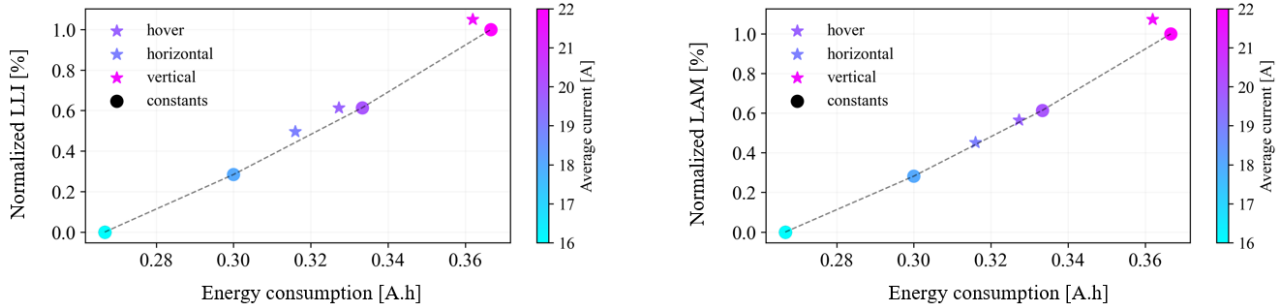 Normalized LLI [%]
1.0
0.8
0.6
0.4
0.2
0.0
hover
horizontal
vertical
constants
0.28
0.30
0.32
0.34
0.36
Energy consumption [A.h]
22
21
20
19
18
17
16
Average current [A]
Normalized LAM [%]
1.0
0.8
0.6
0.4
0.2
0.0
hover
horizontal
vertical
constants
0.28
0.30
0.32
0.34
0.36
Energy consumption [A.h]
22
21
20
19
18
17
16
Average current [A]